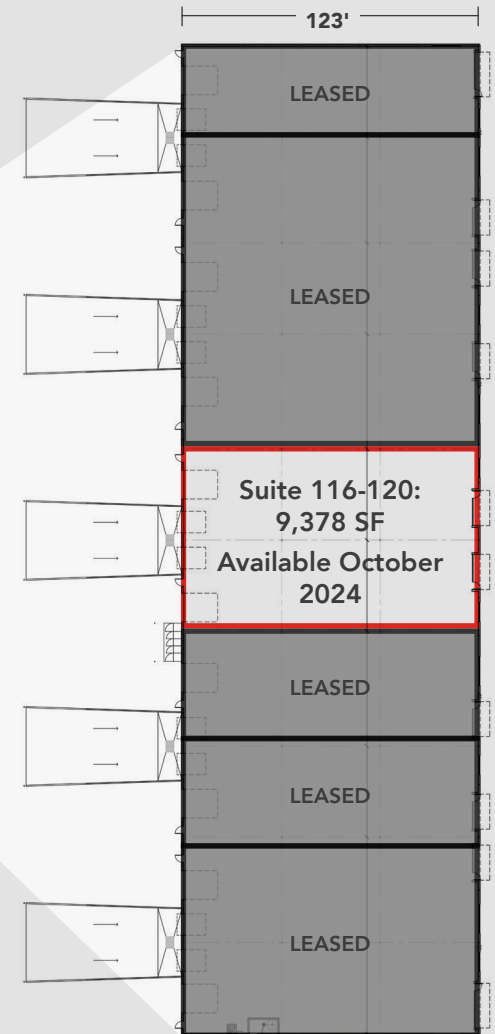 123'
LEASED
LEASED
Suite 116-120:
9,378 SF
Available October
2024
LEASED
LEASED
LEASED